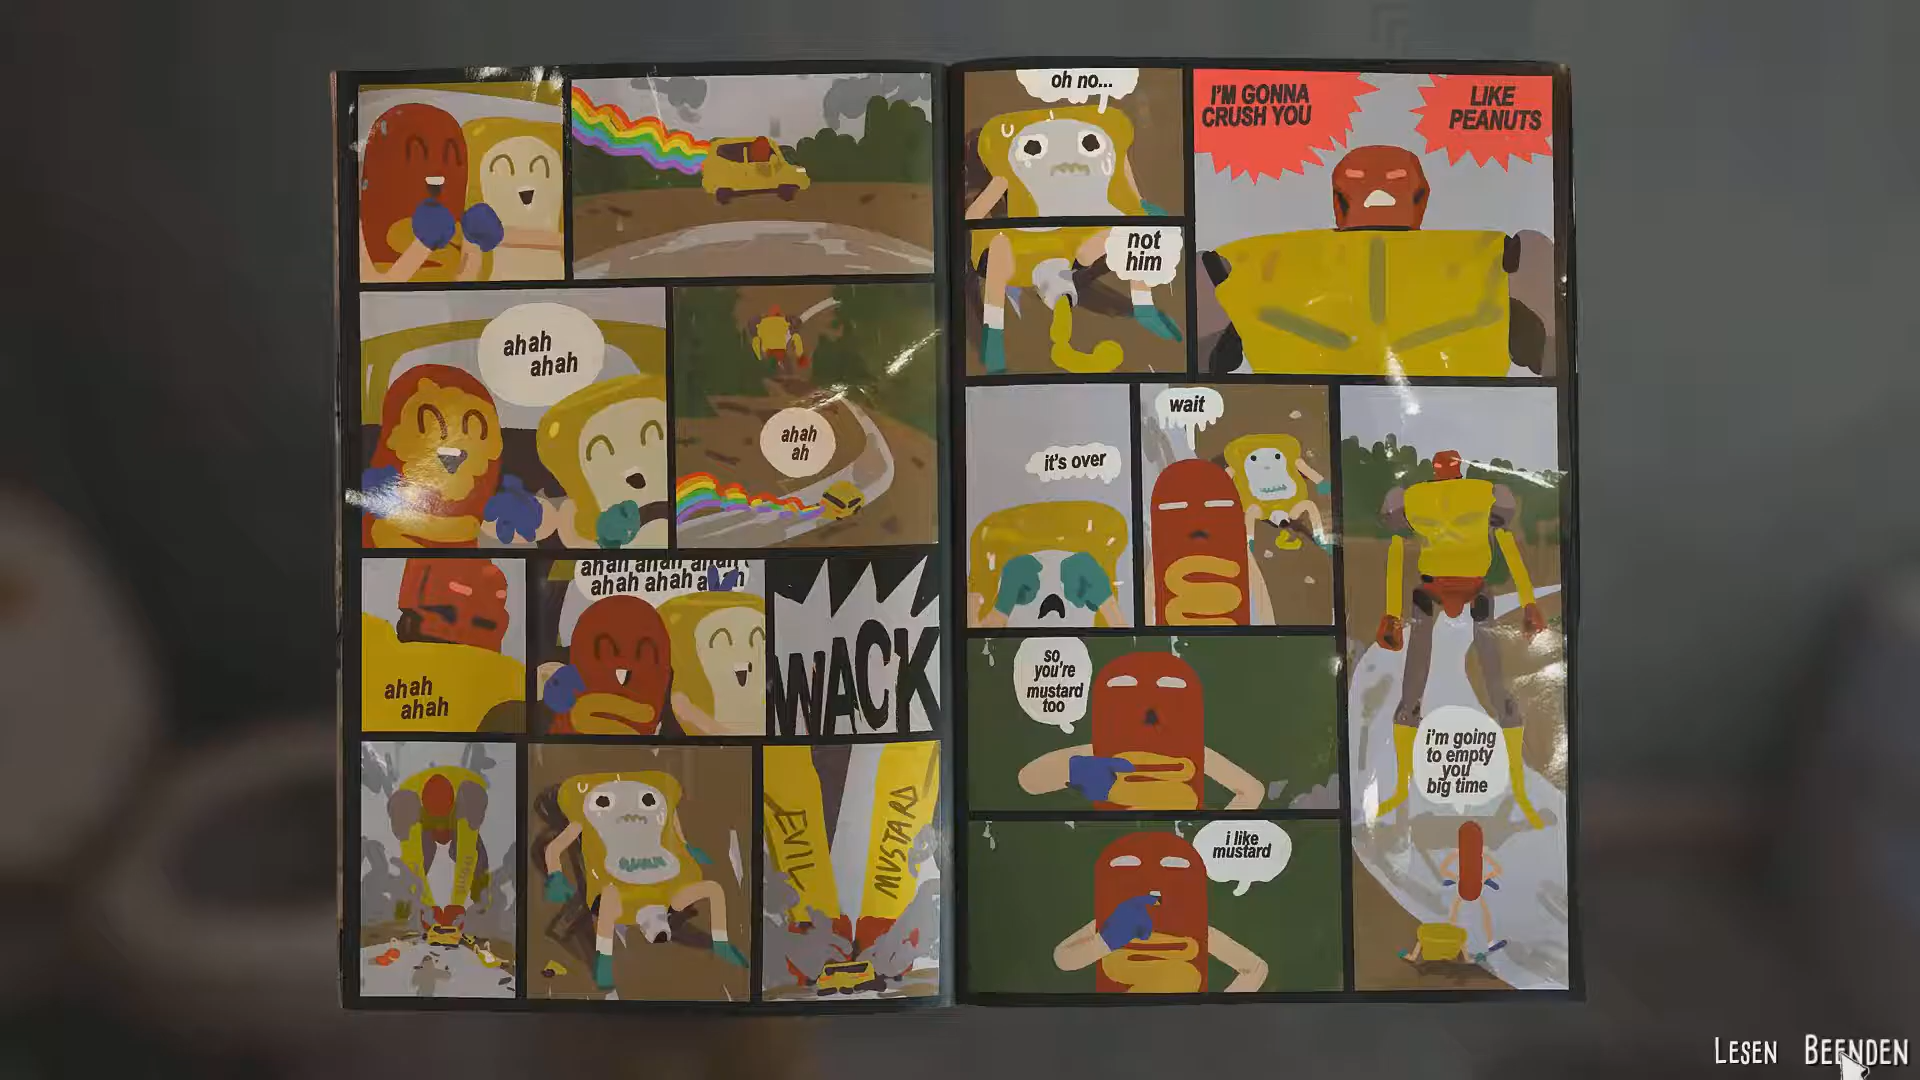 ahah
ahah
ahah
ah
ahah
ahah
ahah ahah
ahah ahah
WACK
EVIL
MUSTARD
oh no...
not
him
I'M GONNA
CRUSH YOU
LIKE
PEANUTS
it's over
wait
so
you're
mustard
too
i like
mustard
i'm going
to empty
you
big time
LESEN BEENDEN